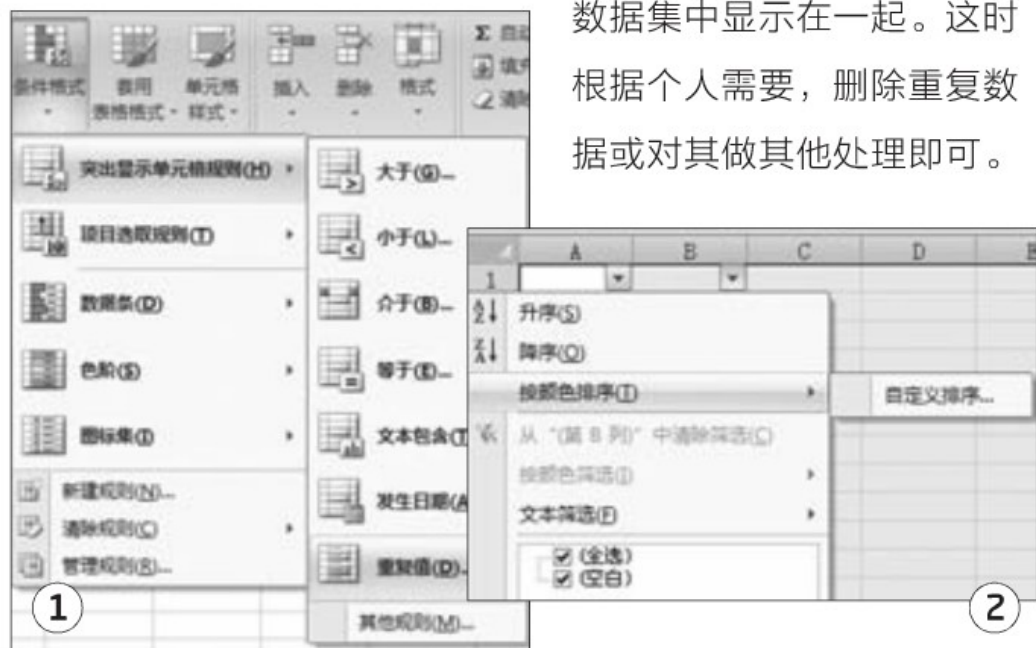 数据集中显示在一起。这时
根据个人需要，删除重复数
据或对其做其他处理即可。
条件格式
套用
表格格式
单元格
样式
插入
删除
格式
Σ 自动
填充
清除
突出显示单元格规则(H)
项目选取规则(T)
数据条(D)
色阶(S)
图标集(I)
新建规则(N)...
清除规则(C)
管理规则(R)...
大于(G)...
小于(L)...
介于(B)...
等于(E)...
文本包含(T
发生日期(A
重复值(D)..
其他规则(M)...
1
A B C D E
1
升序(S)
降序(O)
按颜色排序(T)
自定义排序...
从 "(第 B 列)" 中清除筛选(C)
按颜色筛选(I)
文本筛选(F)
(全选)
(空白)
2